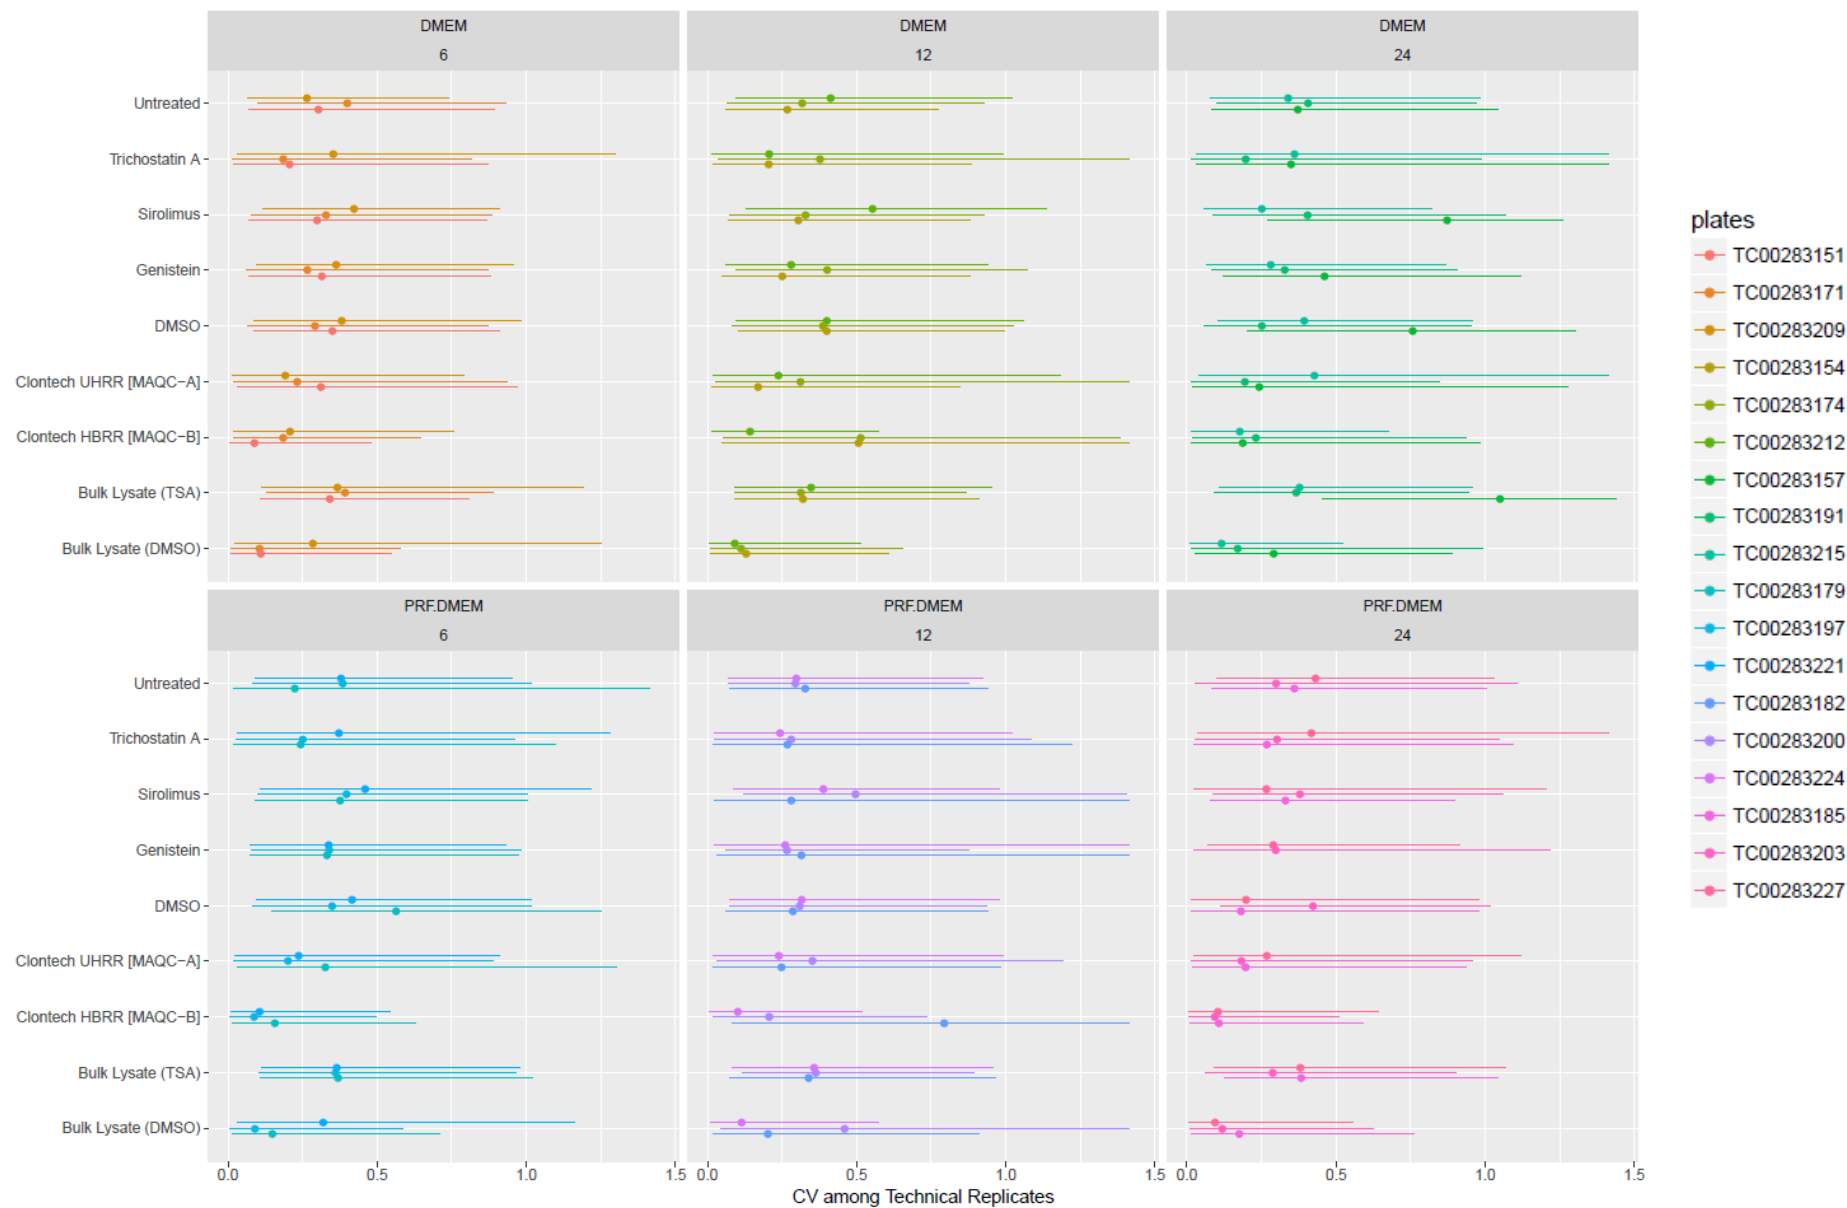 DMEM
6
DMEM
12
DMEM
24
Untreated
Trichostatin A
Sirolimus
Genistein
DMSO
Clontech UHRR [MAQC−A]
Clontech HBRR [MAQC−B]
Bulk Lysate (TSA)
Bulk Lysate (DMSO)
PRF.DMEM
6
PRF.DMEM
12
PRF.DMEM
24
Untreated
Trichostatin A
Sirolimus
Genistein
DMSO
Clontech UHRR [MAQC−A]
Clontech HBRR [MAQC−B]
Bulk Lysate (TSA)
Bulk Lysate (DMSO)
0.0 0.5 1.0 1.5 0.0 0.5 1.0 1.5 0.0 0.5 1.0 1.5
CV among Technical Replicates
plates
TC00283151
TC00283171
TC00283209
TC00283154
TC00283174
TC00283212
TC00283157
TC00283191
TC00283215
TC00283179
TC00283197
TC00283221
TC00283182
TC00283200
TC00283224
TC00283185
TC00283203
TC00283227